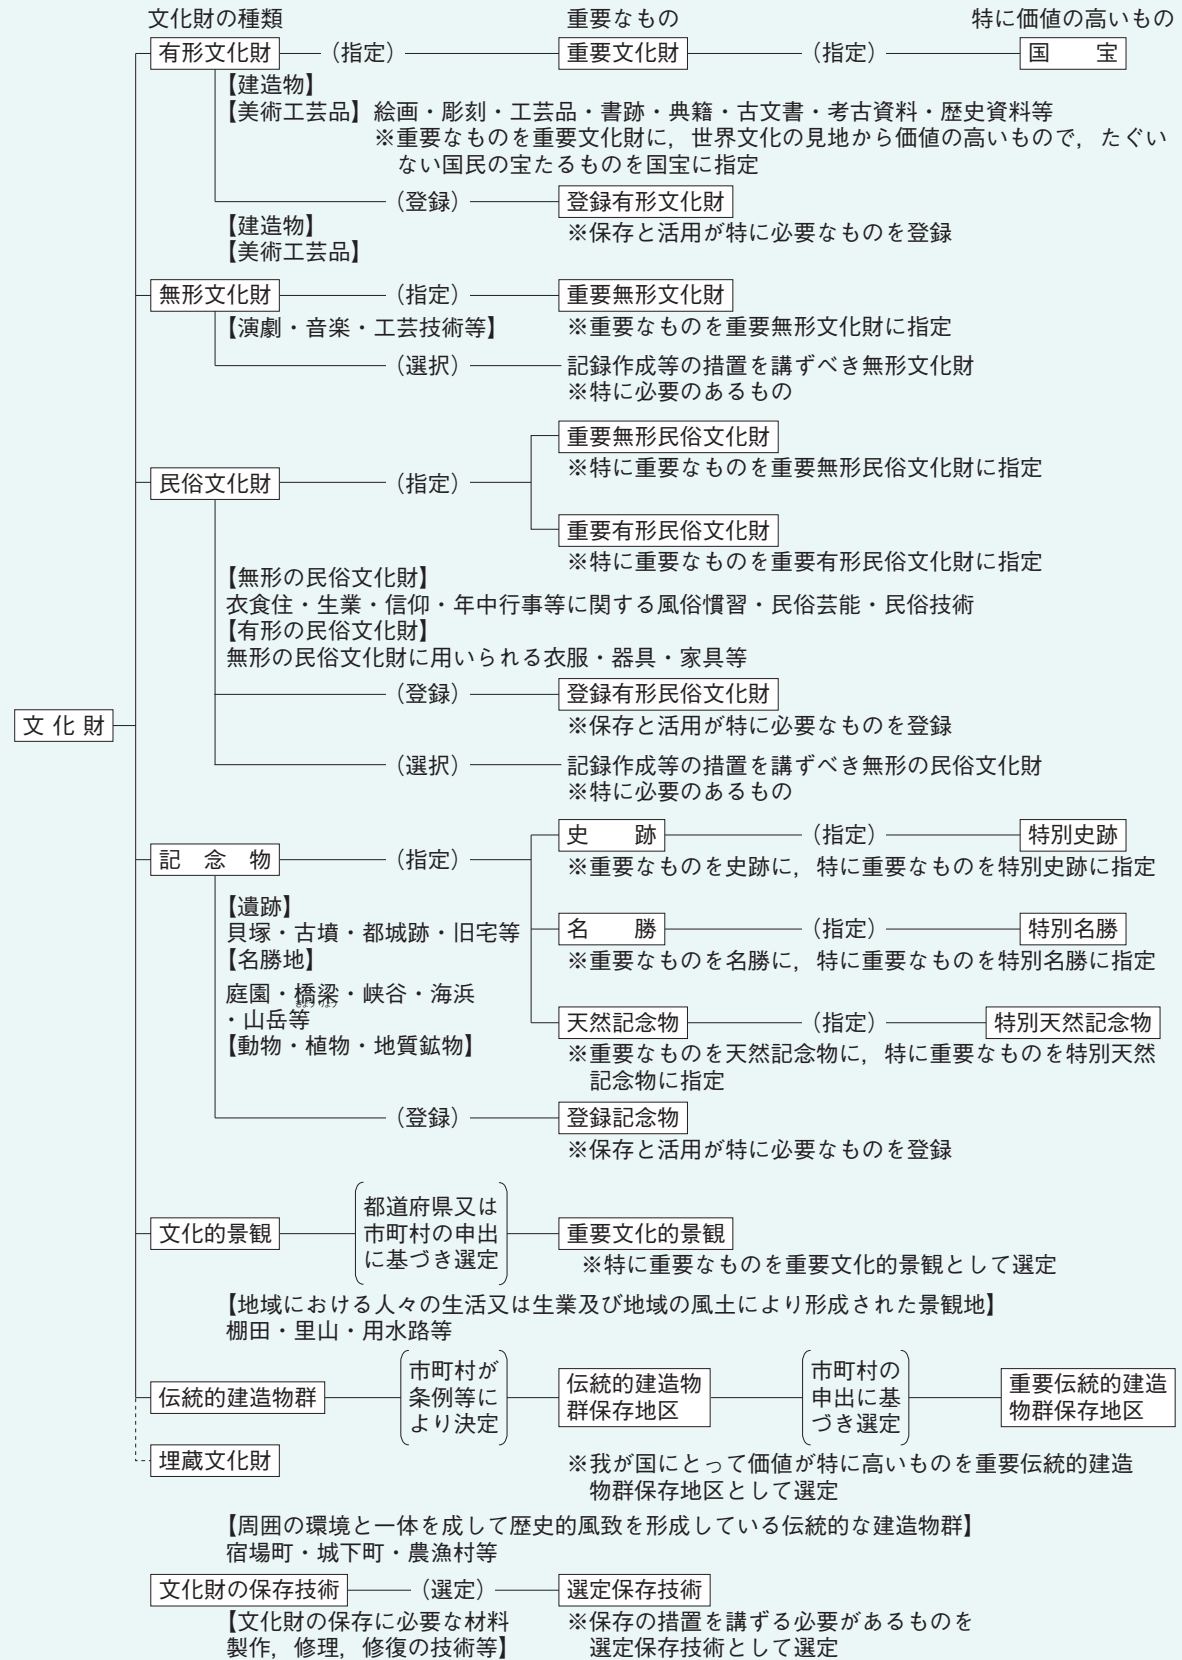 文化財の種類　重要なもの　特に価値の高いもの
有形文化財　（指定）　重要文化財　（指定）　国　宝
【建造物】
【美術工芸品】絵画・彫刻・工芸品・書跡・典籍・古文書・考古資料・歴史資料等
※重要なものを重要文化財に，世界文化の見地から価値の高いもので，たぐい
ない国民の宝たるものを国宝に指定
（登録）　登録有形文化財
【建造物】　※保存と活用が特に必要なものを登録
【美術工芸品】
無形文化財　（指定）　重要無形文化財
【演劇・音楽・工芸技術等】　※重要なものを重要無形文化財に指定
（選択）　記録作成等の措置を講ずべき無形文化財
※特に必要のあるもの
重要無形民俗文化財
※特に重要なものを重要無形民俗文化財に指定
民俗文化財　（指定）
重要有形民俗文化財
※特に重要なものを重要有形民俗文化財に指定
【無形の民俗文化財】
衣食住・生業・信仰・年中行事等に関する風俗慣習・民俗芸能・民俗技術
【有形の民俗文化財】
無形の民俗文化財に用いられる衣服・器具・家具等
（登録）　登録有形民俗文化財
文化財　※保存と活用が特に必要なものを登録
（選択）　記録作成等の措置を講ずべき無形の民俗文化財
※特に必要のあるもの
史　跡　（指定）　特別史跡
記念物　（指定）　※重要なものを史跡に，特に重要なものを特別史跡に指定
【遺跡】
貝塚・古墳・都城跡・旧宅等　名　勝　（指定）　特別名勝
【名勝地】　※重要なものを名勝に，特に重要なものを特別名勝に指定
庭園・橋梁・峡谷・海浜
きょうりょう
・山岳等　天然記念物　（指定）　特別天然記念物
【動物・植物・地質鉱物】　※重要なものを天然記念物に，特に重要なものを特別天然
記念物に指定
（登録）　登録記念物
※保存と活用が特に必要なものを登録
都道府県又は
文化的景観　市町村の申出　重要文化的景観
に基づき選定　※特に重要なものを重要文化的景観として選定
【地域における人々の生活又は生業及び地域の風土により形成された景観地】
棚田・里山・用水路等
市町村が　伝統的建造物　市町村の　重要伝統的建造
伝統的建造物群　条例等に　群保存地区　申出に基　物群保存地区
より決定　づき選定
埋蔵文化財　※我が国にとって価値が特に高いものを重要伝統的建造
物群保存地区として選定
【周囲の環境と一体を成して歴史的風致を形成している伝統的な建造物群】
宿場町・城下町・農漁村等
文化財の保存技術　（選定）　選定保存技術
【文化財の保存に必要な材料　※保存の措置を講ずる必要があるものを
製作，修理，修復の技術等】　選定保存技術として選定